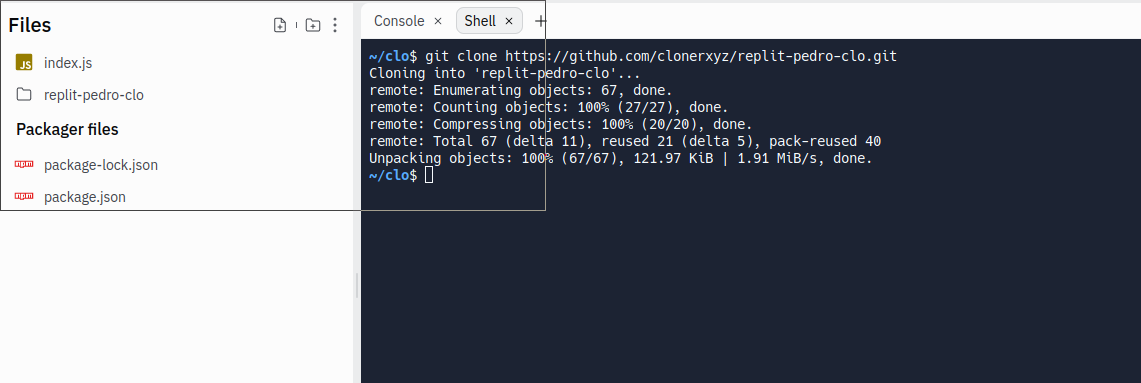 Files
JS index.js
replit-pedro-clo
Packager files
npm package-lock.json
npm package.json
Console × Shell × +
~/clo$ git clone https://github.com/clonerxyz/replit-pedro-clo.git
Cloning into 'replit-pedro-clo'...
remote: Enumerating objects: 67, done.
remote: Counting objects: 100% (27/27), done.
remote: Compressing objects: 100% (20/20), done.
remote: Total 67 (delta 11), reused 21 (delta 5), pack-reused 40
Unpacking objects: 100% (67/67), 121.97 KiB | 1.91 MiB/s, done.
~/clo$